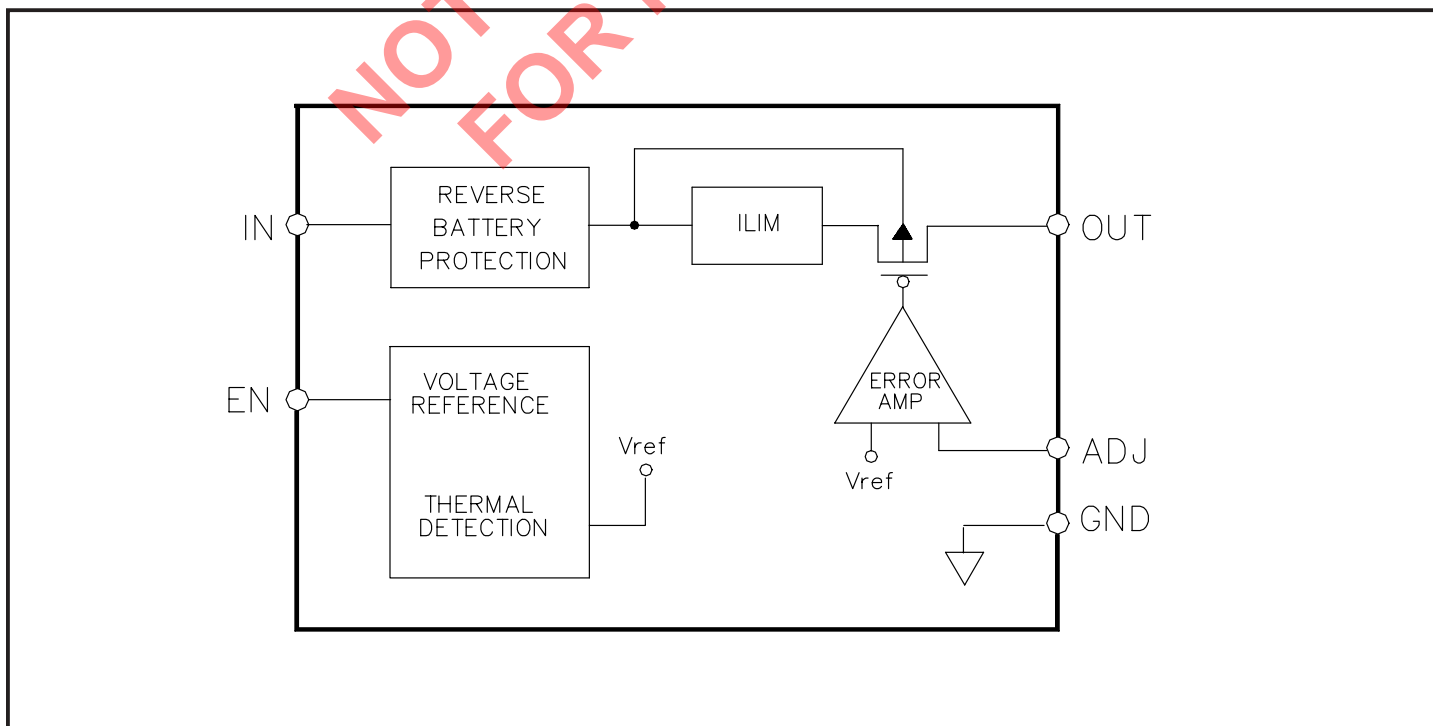 NOT
FOR
REVERSE
BATTERY
PROTECTION
ILIM
IN
OUT
VOLTAGE
REFERENCE
EN
ERROR
AMP
Vref
ADJ
Vref
THERMAL
DETECTION
GND